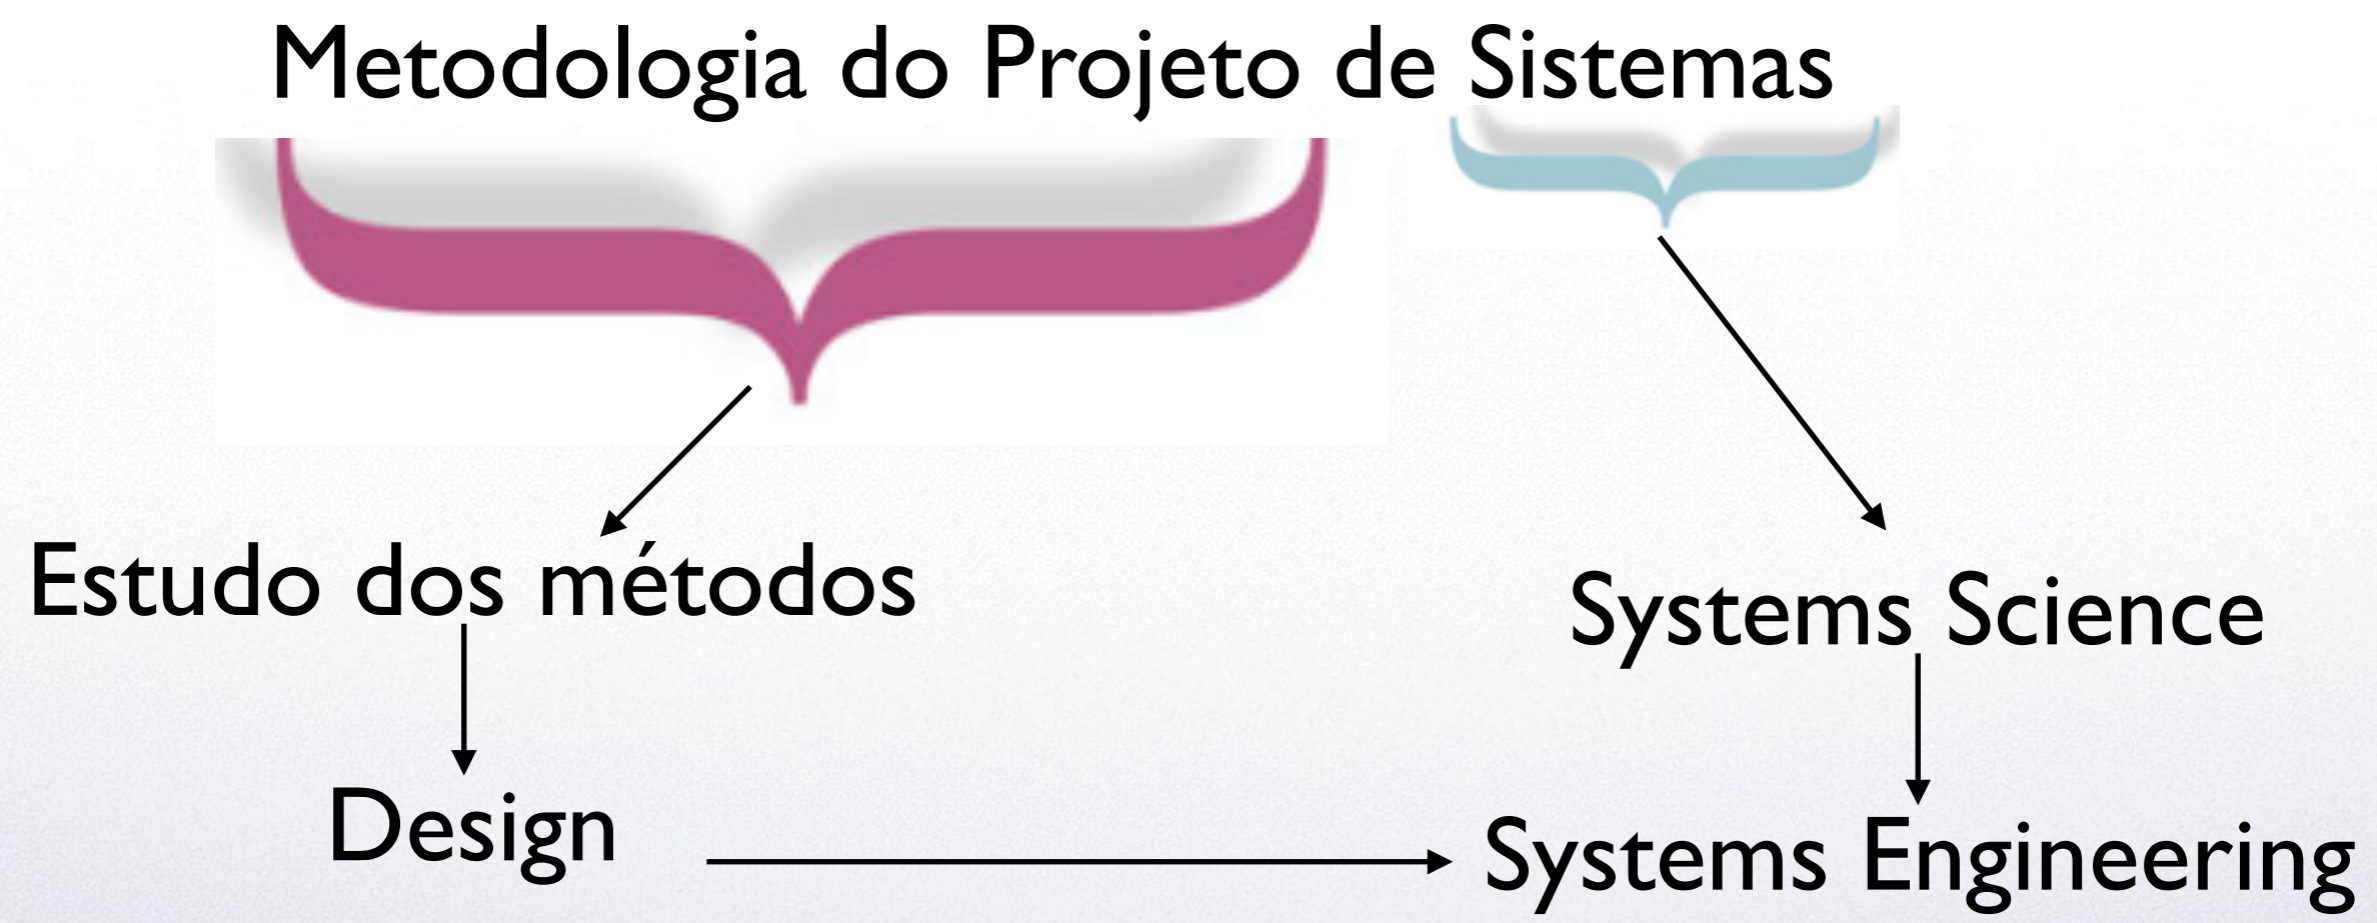 Metodologia do Projeto de Sistemas
Estudo dos métodos
Systems Science
Design
Systems Engineering